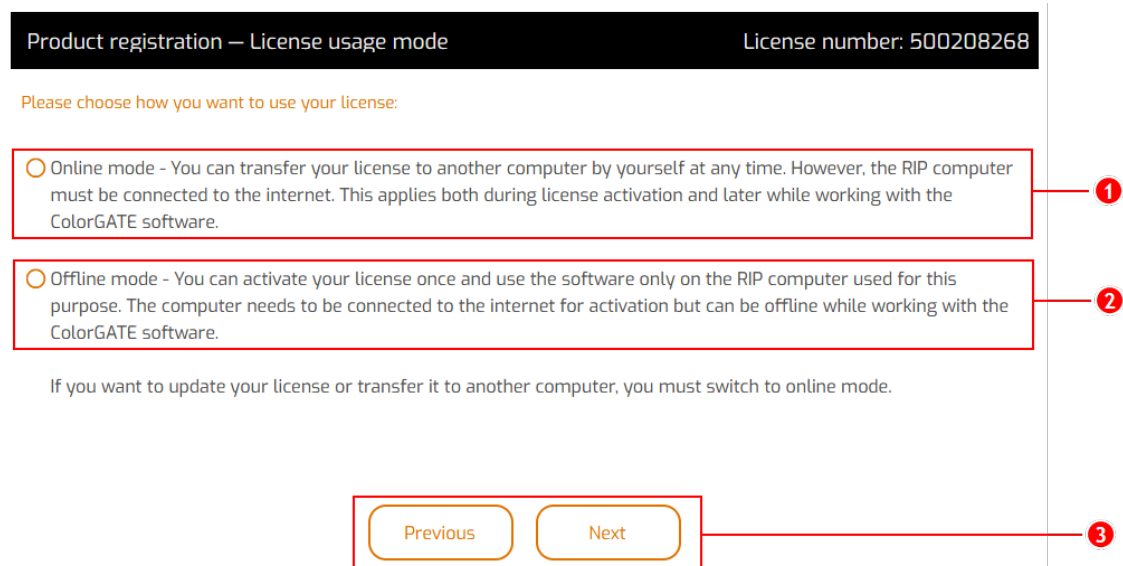 Product registration — License usage mode License number: 500208268
Please choose how you want to use your license:
Online mode - You can transfer your license to another computer by yourself at any time. However, the RIP computer
must be connected to the internet. This applies both during license activation and later while working with the
ColorGATE software.
1
Offline mode - You can activate your license once and use the software only on the RIP computer used for this
purpose. The computer needs to be connected to the internet for activation but can be offline while working with the
ColorGATE software.
2
If you want to update your license or transfer it to another computer, you must switch to online mode.
Previous Next
3